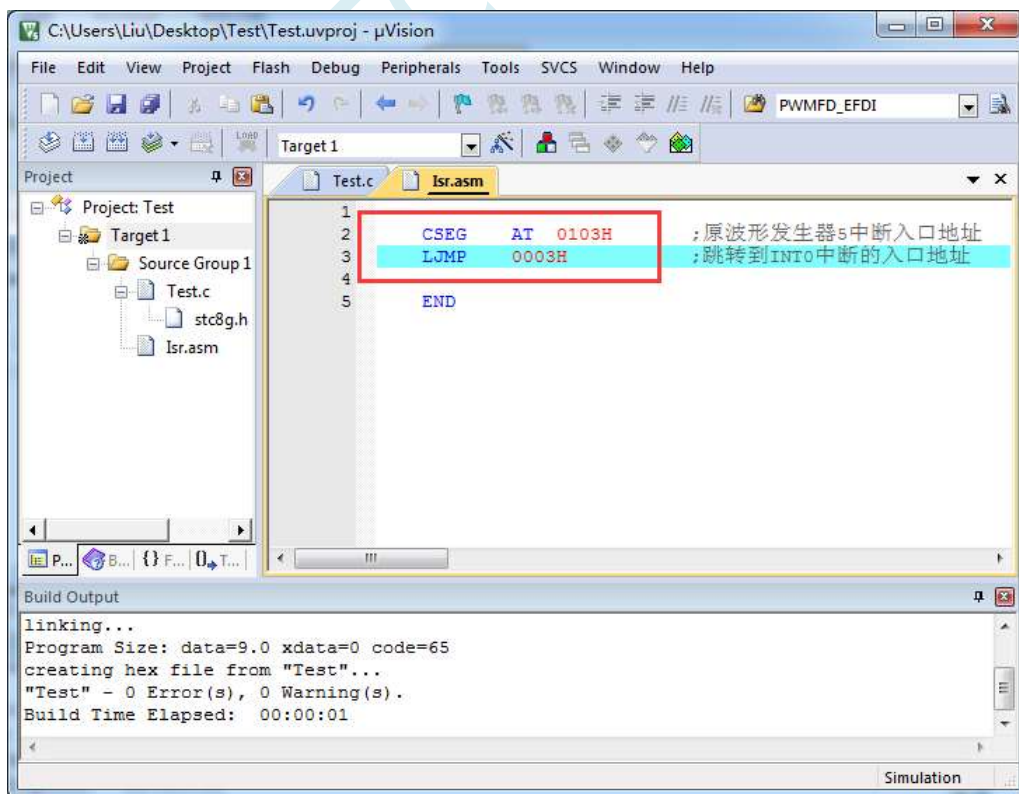 C:\Users\Liu\Desktop\Test\Test.uvproj - µVision
File Edit View Project Flash Debug Peripherals Tools SVCS Window Help
PWMFD_EFDI
LOAD Target 1
Project
Test.c Isr.asm
Project: Test
Target 1
Source Group 1
Test.c
stc8g.h
Isr.asm
1
2 CSEG AT 0103H ;原波形发生器5中断入口地址
3 LJMP 0003H ;跳转到INT0中断的入口地址
4
5 END
P... B... {} F... 0 T...
Build Output
linking...
Program Size: data=9.0 xdata=0 code=65
creating hex file from "Test"...
"Test" - 0 Error(s), 0 Warning(s).
Build Time Elapsed: 00:00:01
Simulation